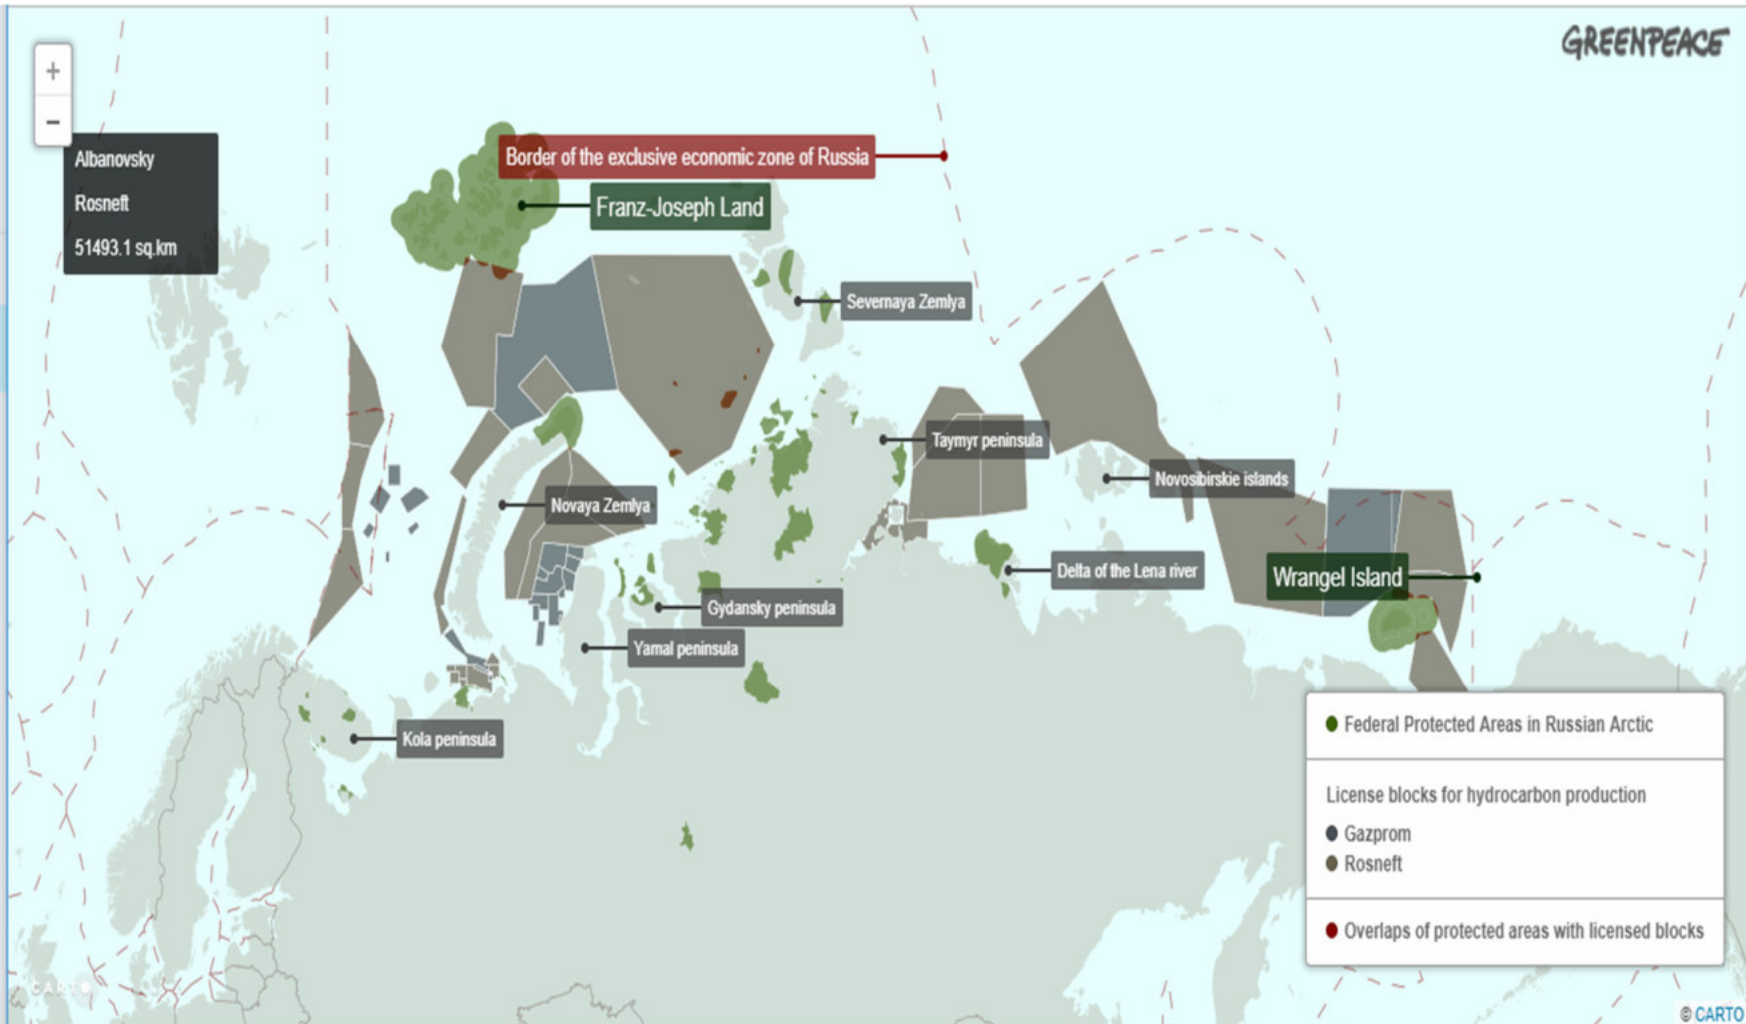 GREENPEACE
+
−
Albanovsky
Rosneft
51493.1 sq.km
Border of the exclusive economic zone of Russia
Franz-Joseph Land
Severnaya Zemlya
Taymyr peninsula
Novosibirskie islands
Novaya Zemlya
Delta of the Lena river
Wrangel Island
Gydansky peninsula
Yamal peninsula
Kola peninsula
Federal Protected Areas in Russian Arctic
License blocks for hydrocarbon production
Gazprom
Rosneft
Overlaps of protected areas with licensed blocks
CARTO
© CARTO